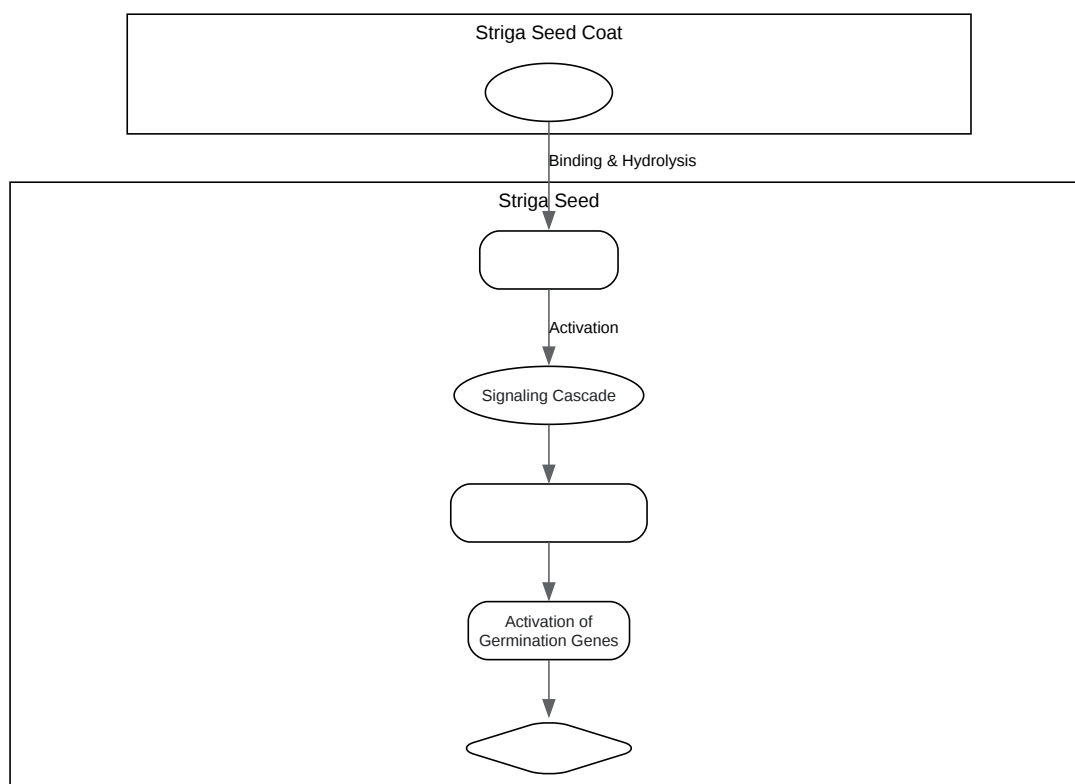 Striga Seed Coat
Binding & Hydrolysis
Striga Seed
Activation
Signaling Cascade
Activation of
Germination Genes